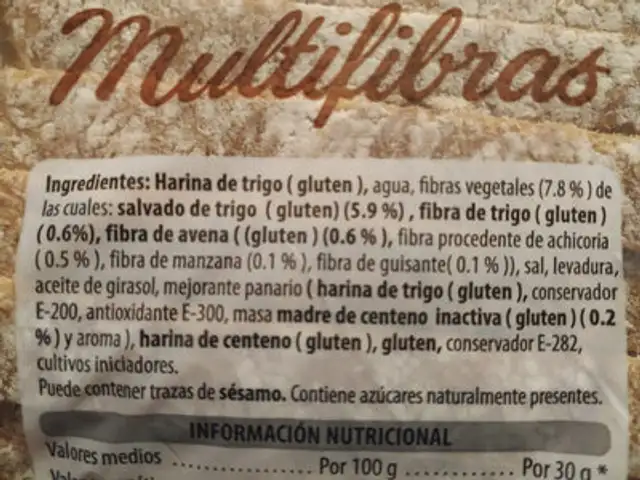 Multifibras
Ingredientes: Harina de trigo ( gluten ), agua, fibras vegetales (7.8 % ) de
las cuales: salvado de trigo ( gluten) (5.9 %) , fibra de trigo ( gluten )
(0.6%), fibra de avena ( (gluten ) (0.6 % ), fibra procedente de achicoria
( 0.5 % ), fibra de manzana (0.1 % ), fibra de guisante( 0.1 % )), sal, levadura,
aceite de girasol, mejorante panario ( harina de trigo ( gluten ), conservador
E-200, antioxidante E-300, masa madre de centeno inactiva ( gluten ) ( 0.2
% ) y aroma ), harina de centeno ( gluten ), gluten, conservador E-282,
cultivos iniciadores.
Puede contener trazas de sésamo. Contiene azúcares naturalmente presentes.
INFORMACIÓN NUTRICIONAL
Valores medios .................. Por 100 g .............. Por 30 g *